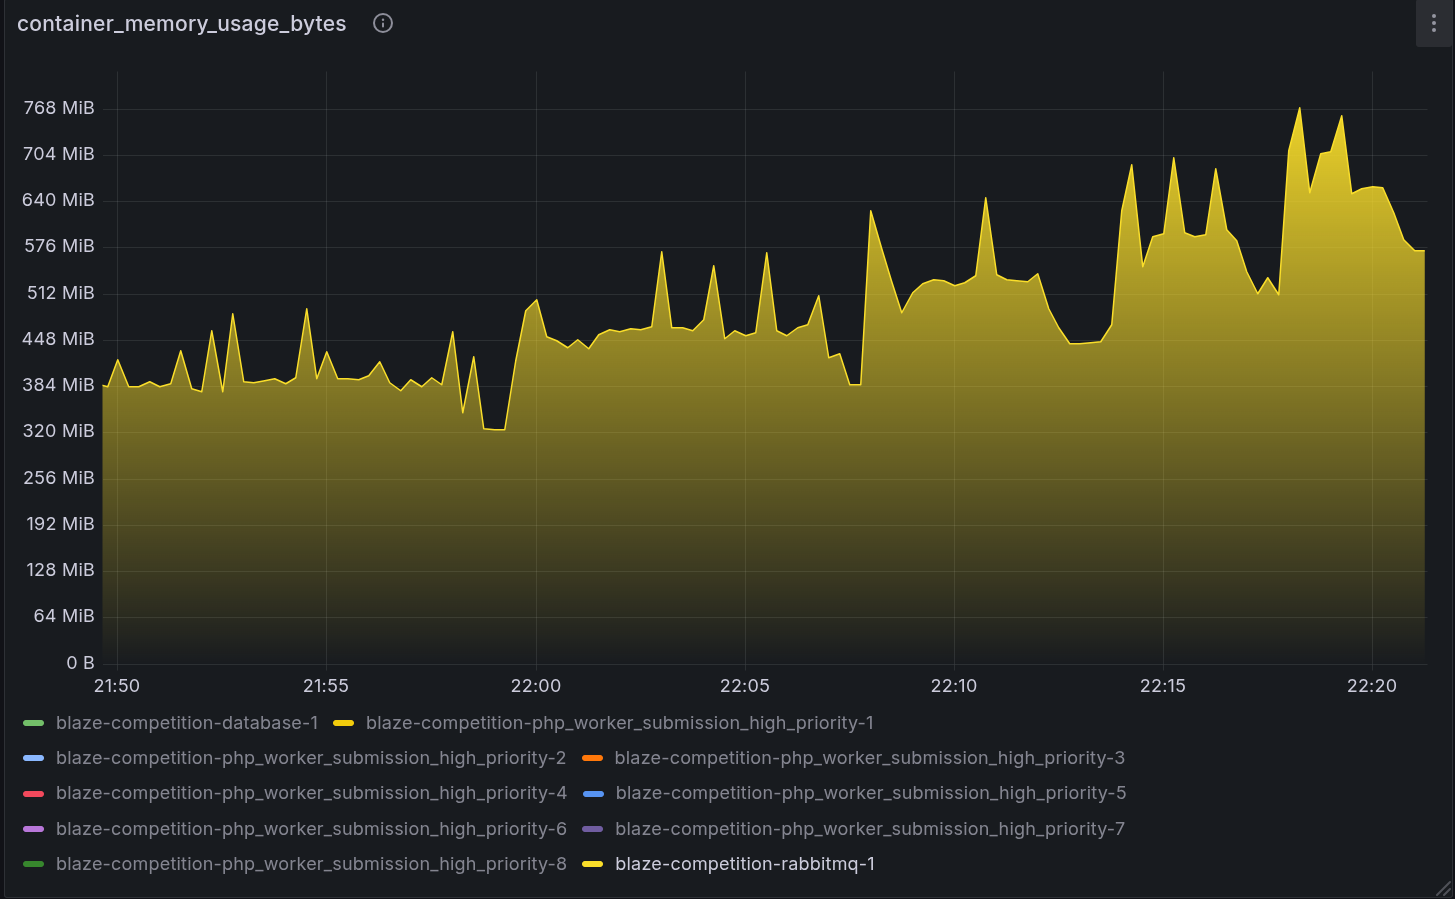 container_memory_usage_bytes
768 MiB
704 MiB
640 MiB
576 MiB
512 MiB
448 MiB
384 MiB
320 MiB
256 MiB
192 MiB
128 MiB
64 MiB
0 B
21:50 21:55 22:00 22:05 22:10 22:15 22:20
blaze-competition-database-1 blaze-competition-php_worker_submission_high_priority-1
blaze-competition-php_worker_submission_high_priority-2 blaze-competition-php_worker_submission_high_priority-3
blaze-competition-php_worker_submission_high_priority-4 blaze-competition-php_worker_submission_high_priority-5
blaze-competition-php_worker_submission_high_priority-6 blaze-competition-php_worker_submission_high_priority-7
blaze-competition-php_worker_submission_high_priority-8 blaze-competition-rabbitmq-1